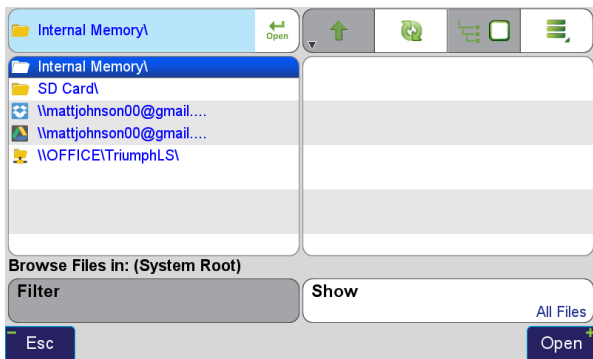 Internal Memory\
Open
Internal Memory\
SD Card\
\\mattjohnson00@gmail....
\\mattjohnson00@gmail....
\\OFFICE\TriumphLS\
Browse Files in: (System Root)
Filter
Show
All Files
Esc
Open